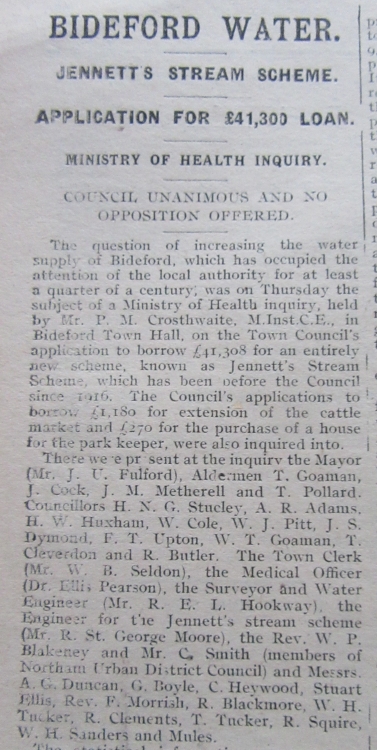 BIDEFORD WATER.
JENNETT'S STREAM SCHEME.
APPLICATION FOR £41,300 LOAN.
MINISTRY OF HEALTH INQUIRY.
COUNCIL UNANIMOUS AND NO
OPPOSITION OFFERED.
The question of increasing the water
supply of Bideford, which has occupied the
attention of the local authority for at least
a quarter of a century, was on Thursday the
subject of a Ministry of Health inquiry, held
by Mr. P. M. Crosthwaite, M.Inst.C.E., in
Bideford Town Hall, on the Town Council's
application to borrow £41,308 for an entirely
new scheme, known as Jennett's Stream
Scheme, which has been before the Council
since 1916. The Council's applications to
borrow £1,180 for extension of the cattle
market and £270 for the purchase of a house
for the park keeper, were also inquired into.
There were pr sent at the inquiry the Mayor
(Mr. J. U. Fulford), Aldermen T. Goaman,
J. Cock, J. M. Metherell and T. Pollard.
Councillors H. N. G. Stucley, A. R. Adams,
H. W. Huxham, W. Cole, W. J. Pitt, J. S.
Dymond, F. T. Upton, W. T. Goaman, T.
Cleverdon and R. Butler. The Town Clerk
(Mr. W. B. Seldon), the Medical Officer
(Dr. Ellis Pearson), the Surveyor and Water
Engineer (Mr. R. E. L. Hookway), the
Engineer for the Jennett's stream scheme
(Mr. R. St. George Moore), the Rev. W. P.
Blakeney and Mr. C. Smith (members of
Northam Urban District Council) and Messrs.
A. G. Duncan, G. Boyle, C. Heywood, Stuart
Ellis, Rev. F. Morrish, R. Blackmore, W. H.
Tucker, R. Clements, T. Tucker, R. Squire,
W. H. Sanders and Mules.